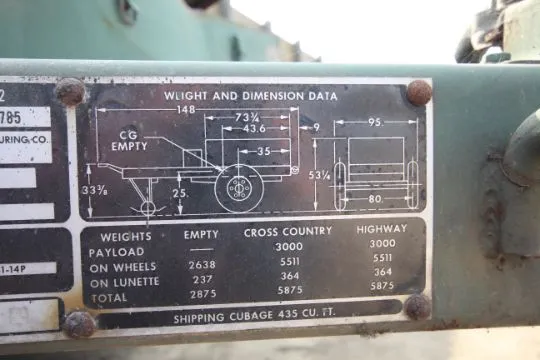 2
785
URING CO.
1-14P
WEIGHT AND DIMENSION DATA
148
73¾
43.6
9
95.
CG
EMPTY
35
53¼
33⅜
25.
80.
WEIGHTS EMPTY CROSS COUNTRY HIGHWAY
PAYLOAD — 3000 3000
ON WHEELS 2638 5511 5511
ON LUNETTE 237 364 364
TOTAL 2875 5875 5875
SHIPPING CUBAGE 435 CU. FT.